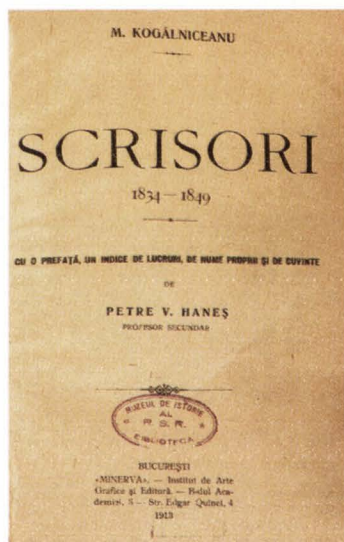 M. KOGĂLNICEANU
SCRISORI
1834 — 1849
CU O PREFAȚĂ, UN INDICE DE LUCRURI, DE NUME PROPRII ȘI DE CUVINTE
DE
PETRE V. HANEȘ
PROFESOR SECUNDAR
MUZEUL DE ISTORIE
AL
R. S. R.
BIBLIOTECA
BUCUREȘTI
«MINERVA». — Institut de Arte
Grafice și Editură. — B-dul Aca-
demiei, 3 — Str. Edgar Quinet, 4
1913